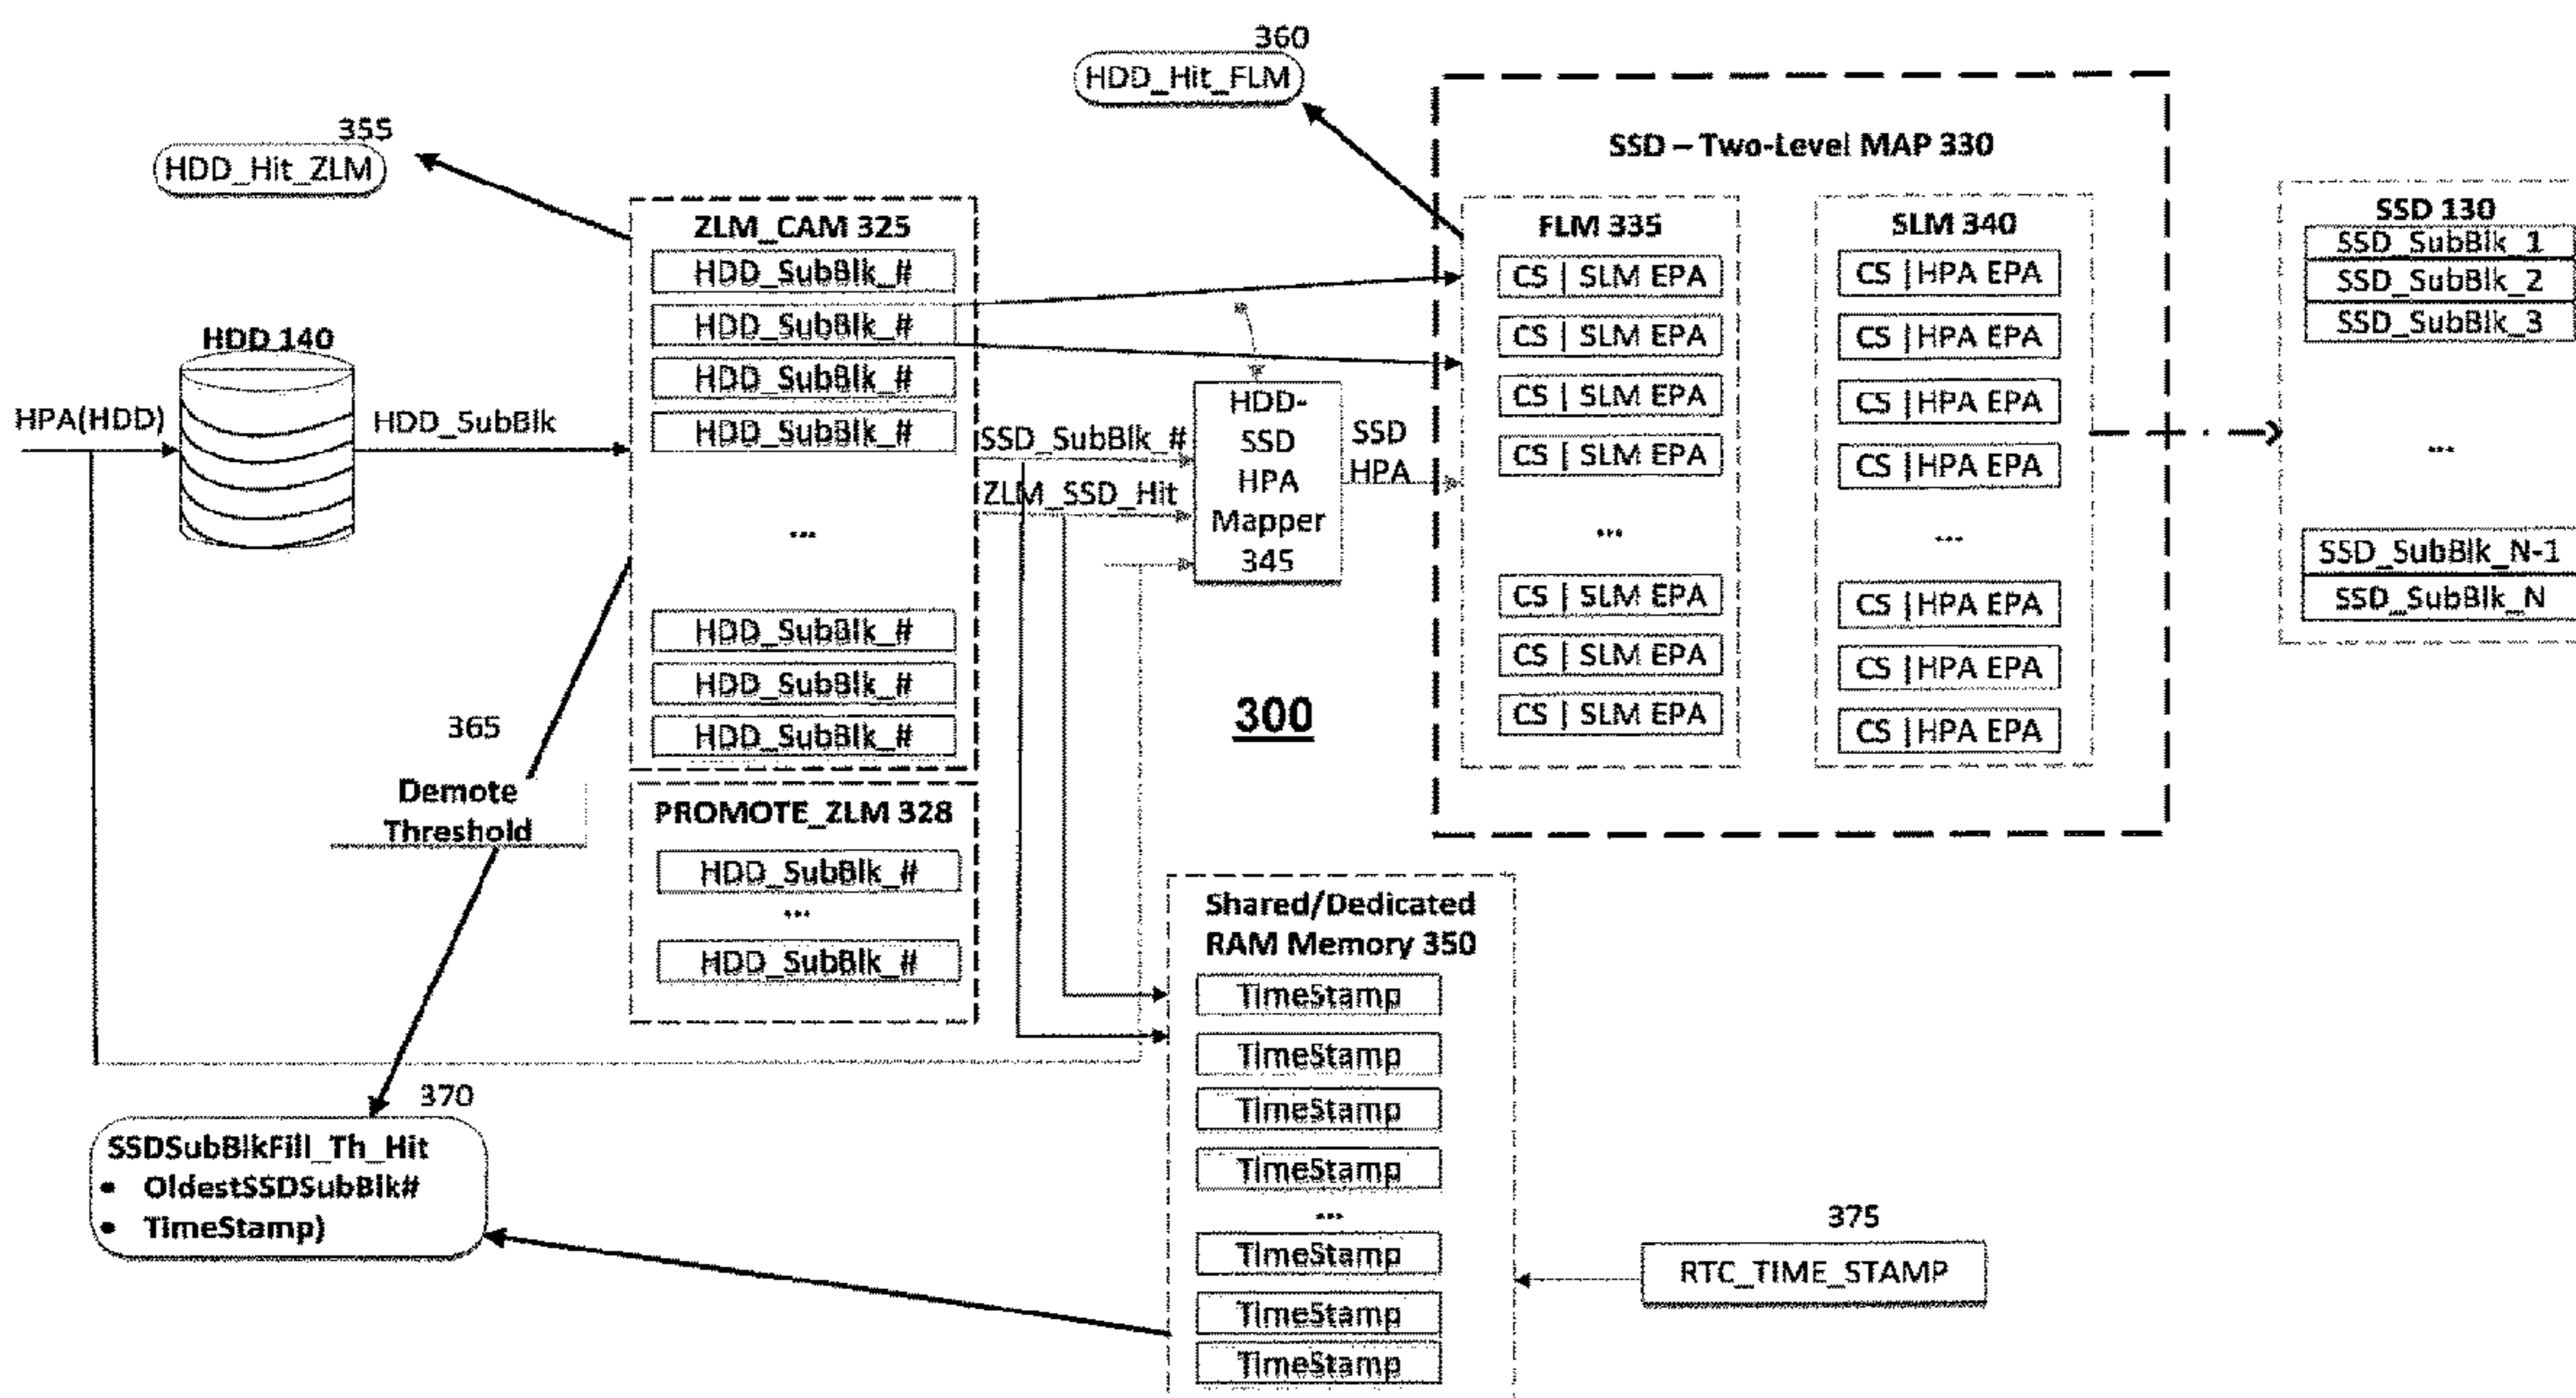 360
HDD_Hit_FLM
355
HDD_Hit_ZLM
HPA(HDD)
HDD 140
HDD_SubBlk
ZLM_CAM 325
HDD_SubBlk_#
HDD_SubBlk_#
HDD_SubBlk_#
HDD_SubBlk_#
...
HDD_SubBlk_#
HDD_SubBlk_#
HDD_SubBlk_#
PROMOTE_ZLM 328
HDD_SubBlk_#
...
HDD_SubBlk_#
SSD_SubBlk_#
ZLM_SSD_Hit
HDD-
SSD
HPA
Mapper
345
SSD
HPA
SSD – Two-Level MAP 330
FLM 335
CS | SLM EPA
CS | SLM EPA
CS | SLM EPA
CS | SLM EPA
...
CS | SLM EPA
CS | SLM EPA
CS | SLM EPA
SLM 340
CS |HPA EPA
CS |HPA EPA
CS |HPA EPA
CS |HPA EPA
...
CS |HPA EPA
CS |HPA EPA
CS |HPA EPA
SSD 130
SSD_SubBlk_1
SSD_SubBlk_2
SSD_SubBlk_3
...
SSD_SubBlk_N-1
SSD_SubBlk_N
300
365
Demote
Threshold
370
SSDSubBlkFill_Th_Hit
• OldestSSDSubBlk#
• TimeStamp)
Shared/Dedicated
RAM Memory 350
TimeStamp
TimeStamp
TimeStamp
TimeStamp
...
TimeStamp
TimeStamp
TimeStamp
375
RTC_TIME_STAMP